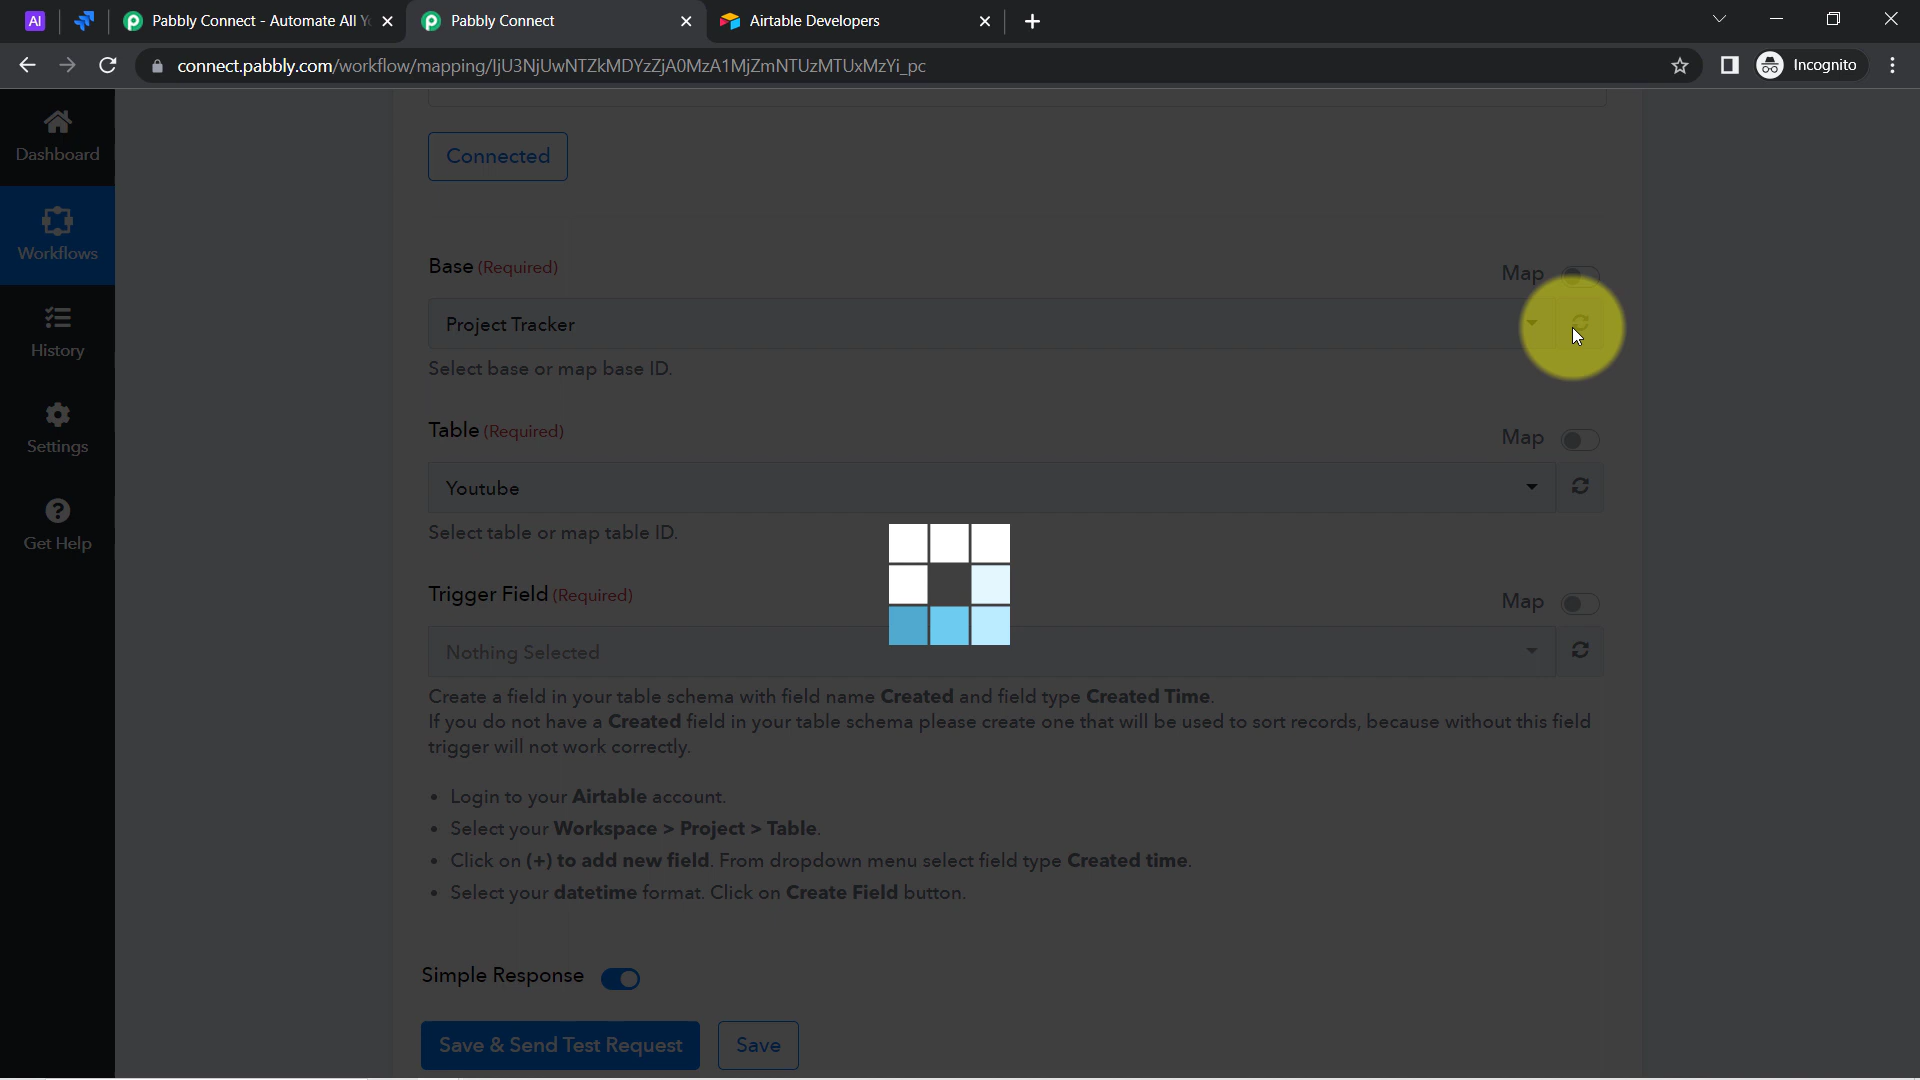 AI
Pabbly Connect - Automate All Y
Pabbly Connect
Airtable Developers
connect.pabbly.com/workflow/mapping/IjU3NjUwNTZkMDYzZjA0MzA1MjZmNTUzMTUxMzYi_pc
Incognito
Dashboard
Workflows
History
Settings
Get Help
Connected
Base (Required)
Map
Project Tracker
Select base or map base ID.
Table (Required)
Map
Youtube
Select table or map table ID.
Trigger Field (Required)
Map
Nothing Selected
Create a field in your table schema with field name Created and field type Created Time.
If you do not have a Created field in your table schema please create one that will be used to sort records, because without this field
trigger will not work correctly.
• Login to your Airtable account.
• Select your Workspace > Project > Table.
• Click on (+) to add new field. From dropdown menu select field type Created time.
• Select your datetime format. Click on Create Field button.
Simple Response
Save & Send Test Request
Save